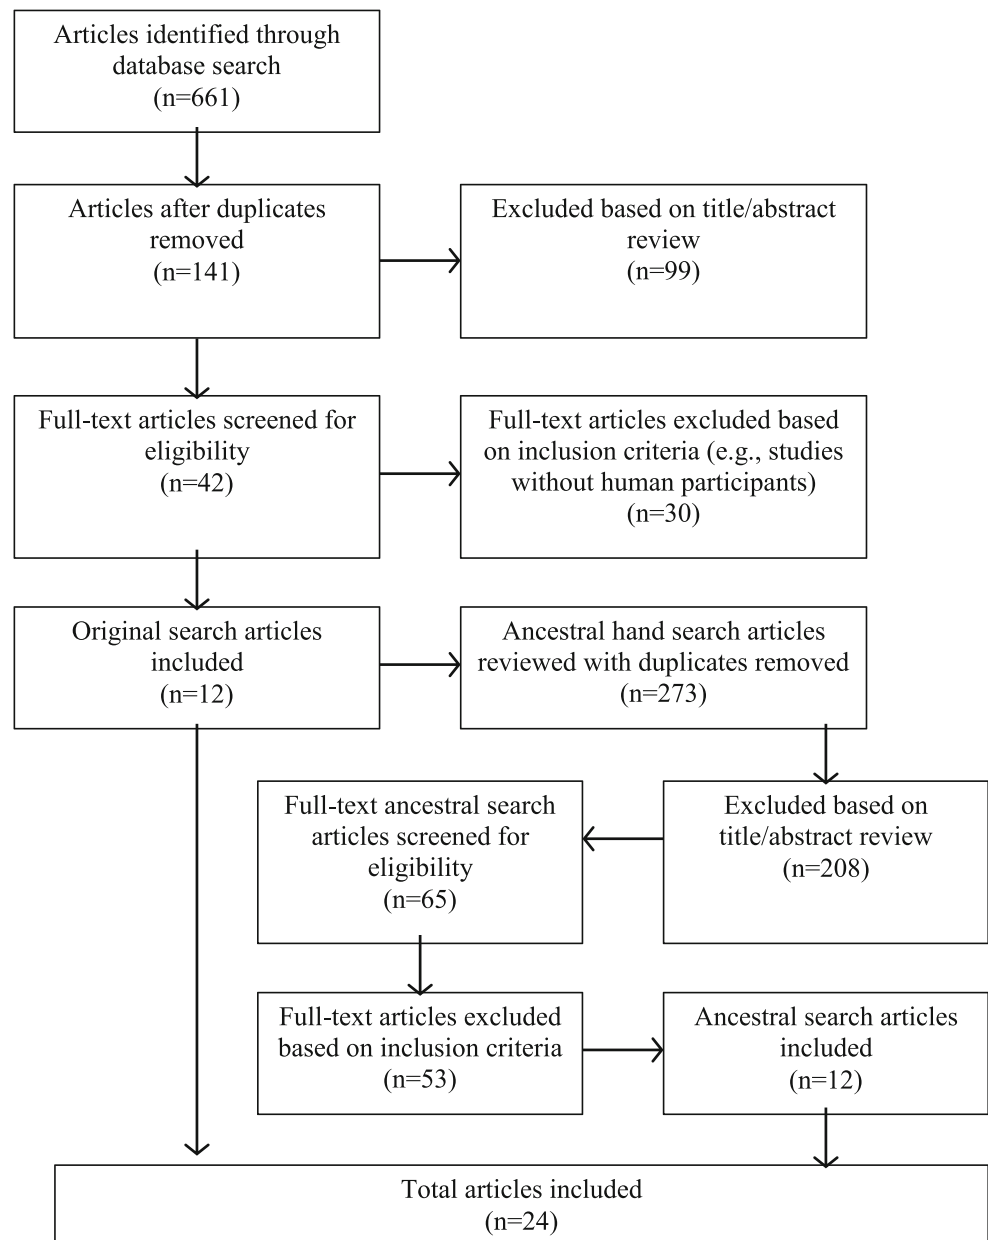 Articles identified through
database search
(n=661)
Articles after duplicates
removed
(n=141)
Excluded based on title/abstract
review
(n=99)
Full-text articles screened for
eligibility
(n=42)
Full-text articles excluded based
on inclusion criteria (e.g., studies
without human participants)
(n=30)
Original search articles
included
(n=12)
Ancestral hand search articles
reviewed with duplicates removed
(n=273)
Full-text ancestral search
articles screened for
eligibility
(n=65)
Excluded based on
title/abstract review
(n=208)
Full-text articles excluded
based on inclusion criteria
(n=53)
Ancestral search articles
included
(n=12)
Total articles included
(n=24)